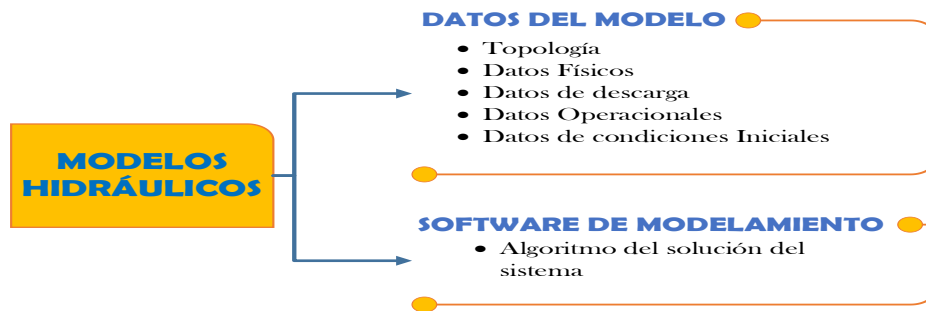 MODELOS
HIDRÁULICOS
DATOS DEL MODELO
• Topología
• Datos Físicos
• Datos de descarga
• Datos Operacionales
• Datos de condiciones Iniciales
SOFTWARE DE MODELAMIENTO
• Algoritmo del solución del
sistema